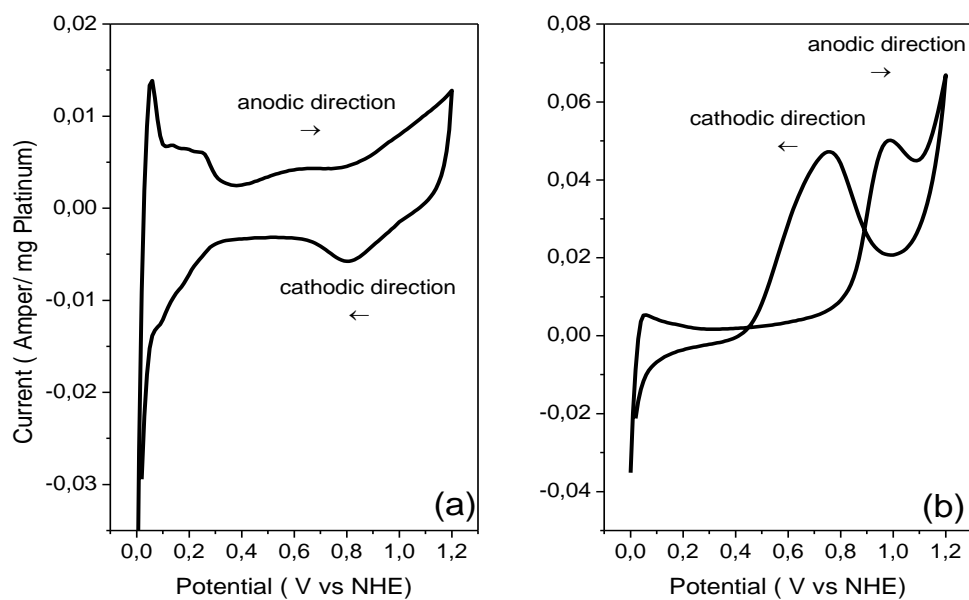 0,02
0,01
0,00
-0,01
-0,02
-0,03
Current ( Amper/ mg Platinum)
anodic direction
→
cathodic direction
←
(a)
0,0 0,2 0,4 0,6 0,8 1,0 1,2
Potential ( V vs NHE)
0,08
0,06
0,04
0,02
0,00
-0,02
-0,04
anodic direction
→
cathodic direction
←
(b)
0,0 0,2 0,4 0,6 0,8 1,0 1,2
Potential ( V vs NHE)